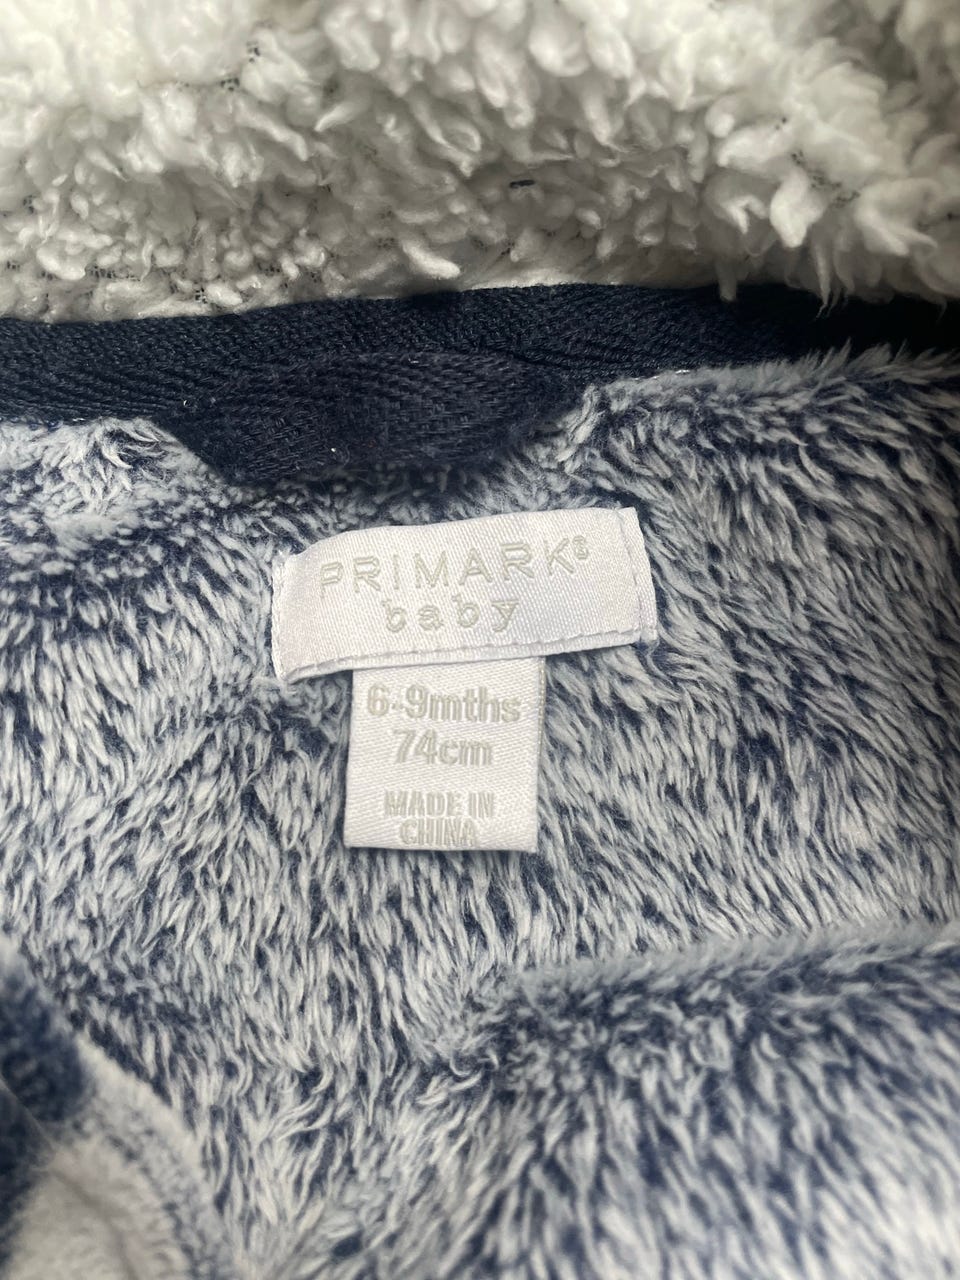 PRIMARK®
baby
6-9mths
74cm
MADE IN
CHINA